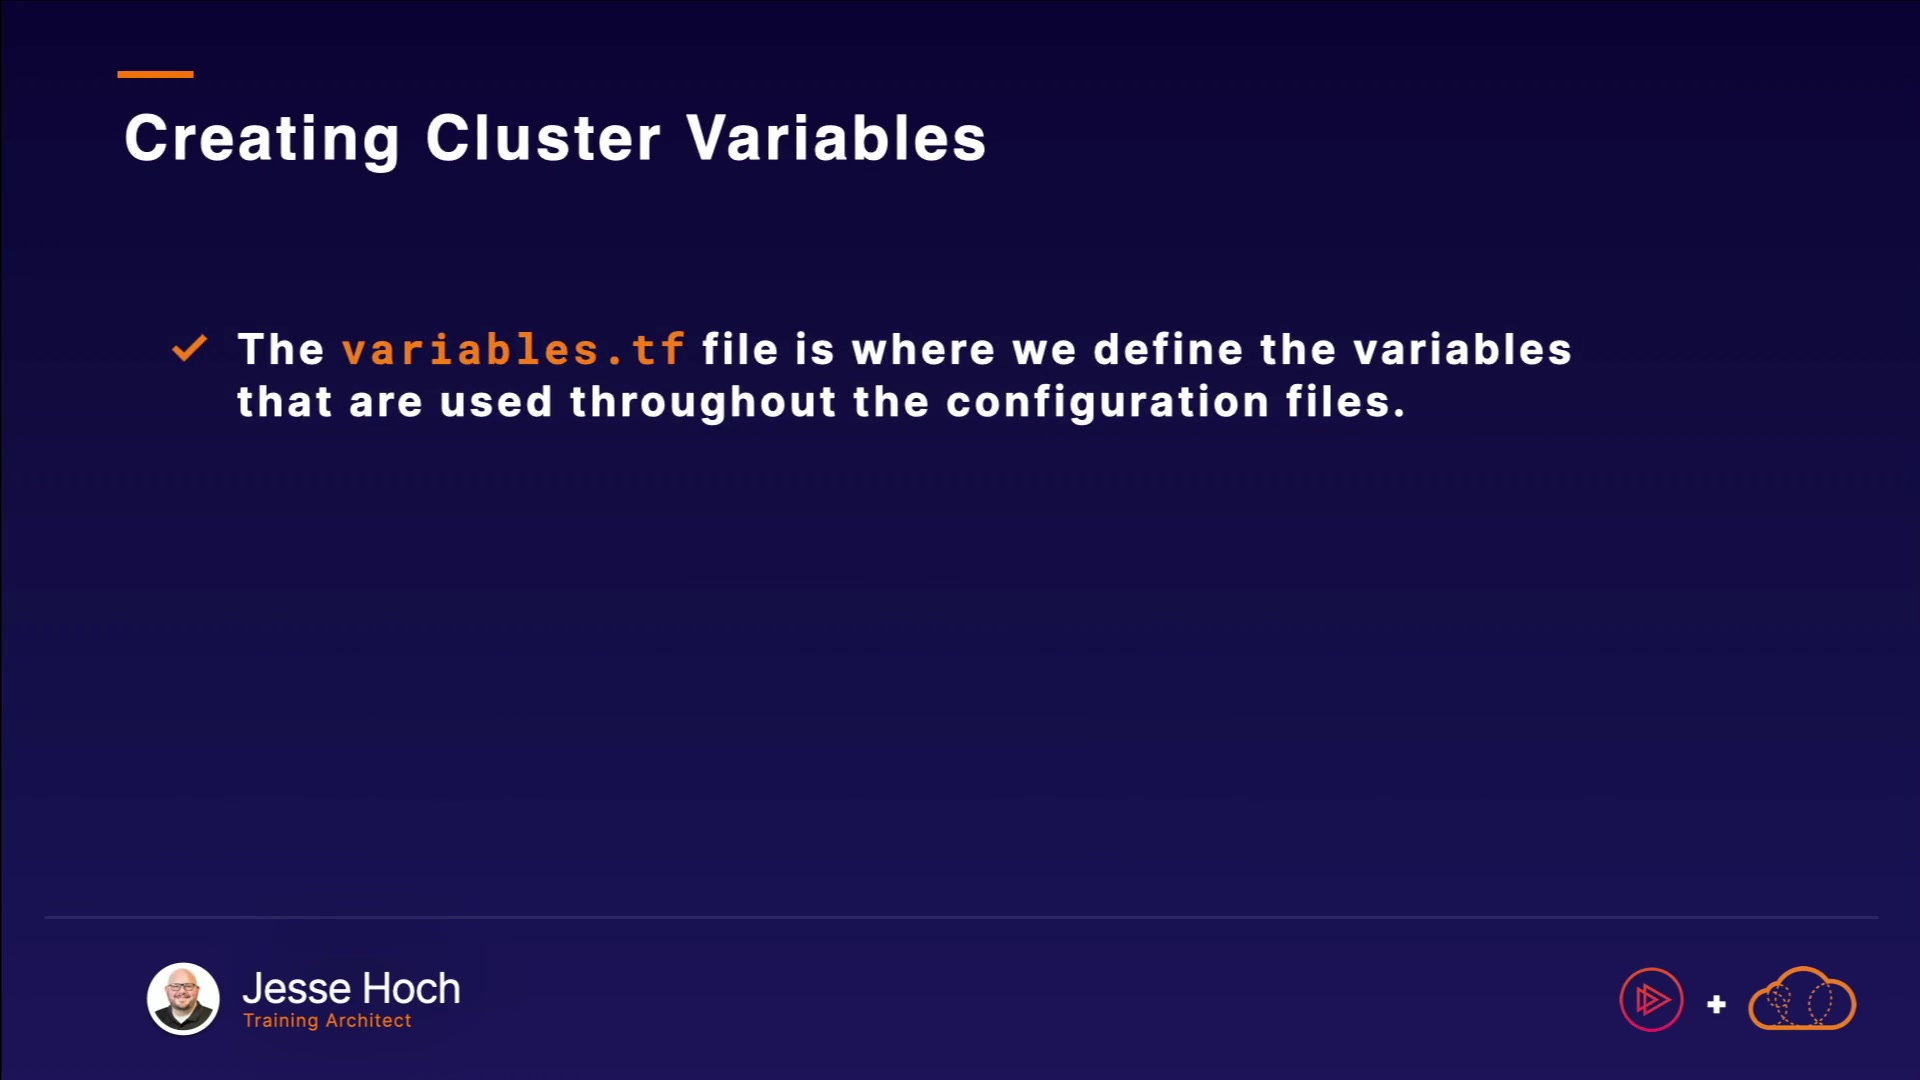 Creating Cluster Variables
The variables.tf file is where we define the variables
that are used throughout the configuration files.
Jesse Hoch
Training Architect